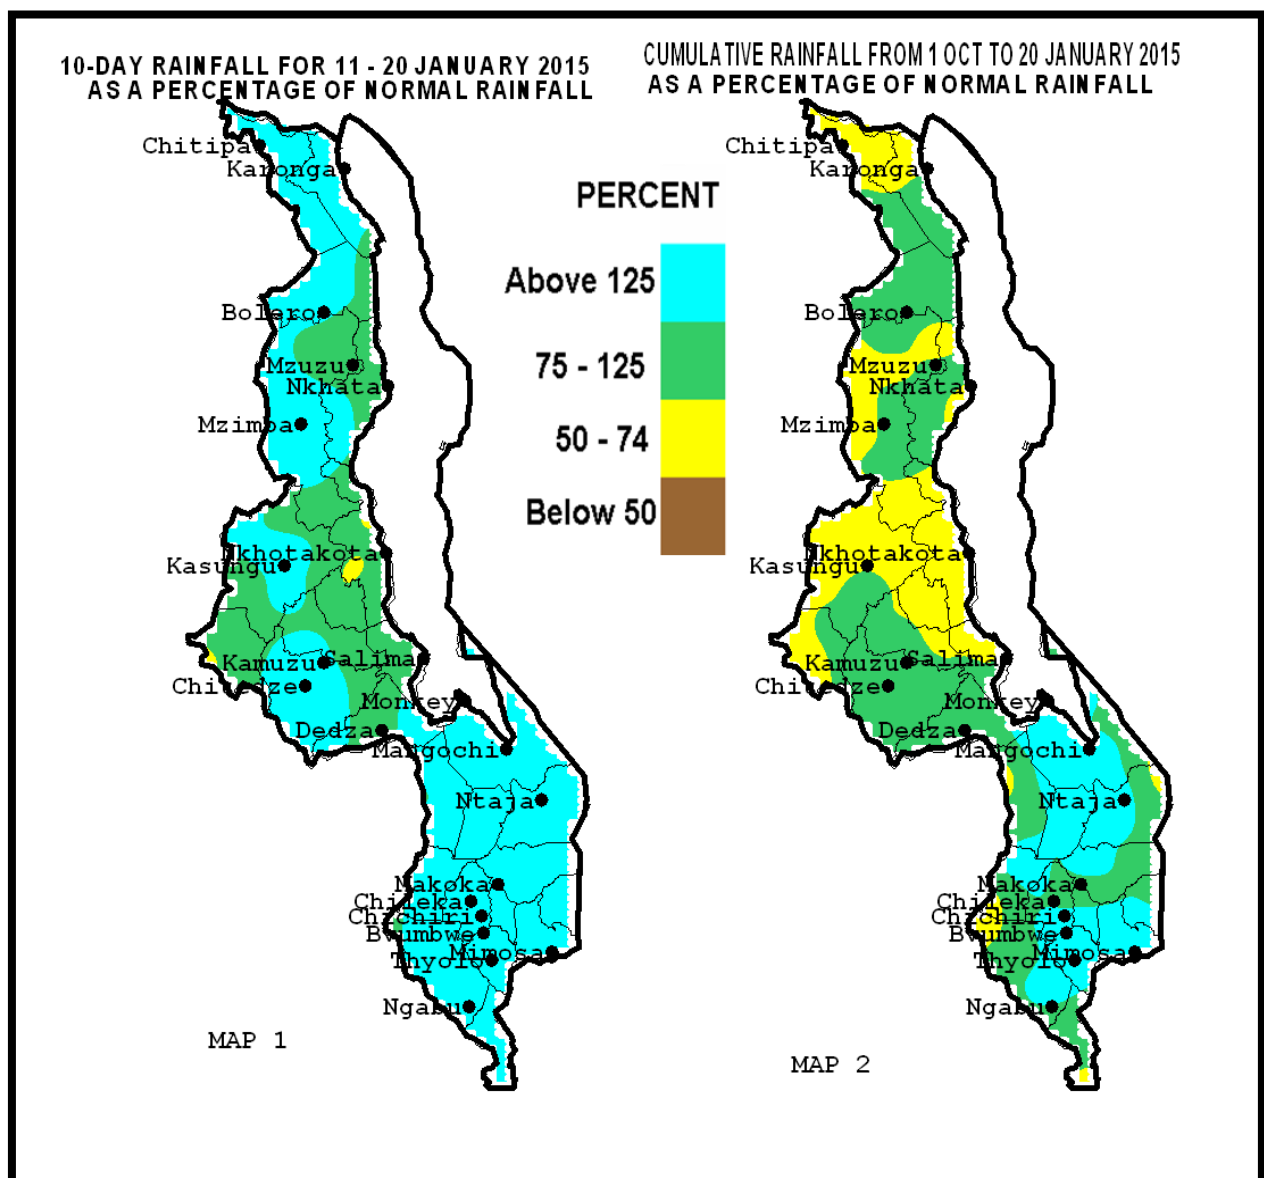 10-DAY RAINFALL FOR 11 - 20 JANUARY 2015
AS A PERCENTAGE OF NORMAL RAINFALL
CUMULATIVE RAINFALL FROM 1 OCT TO 20 JANUARY 2015
AS A PERCENTAGE OF NORMAL RAINFALL
PERCENT
Above 125
75 - 125
50 - 74
Below 50
Chitipa
Karonga
Bolero
Mzuzu
Nkhata
Mzimba
Nkhotakota
Kasungu
Kamuzu
Salima
Chitedze
Monkey
Dedza
Mangochi
Ntaja
Makoka
Chileka
Chichiri
Bvumbwe
Mimosa
Thyolo
Ngabu
MAP 1
Chitipa
Karonga
Bolero
Mzuzu
Nkhata
Mzimba
Nkhotakota
Kasungu
Kamuzu
Salima
Chitedze
Monkey
Dedza
Mangochi
Ntaja
Makoka
Chileka
Chichiri
Bvumbwe
Mimosa
Thyolo
Ngabu
MAP 2